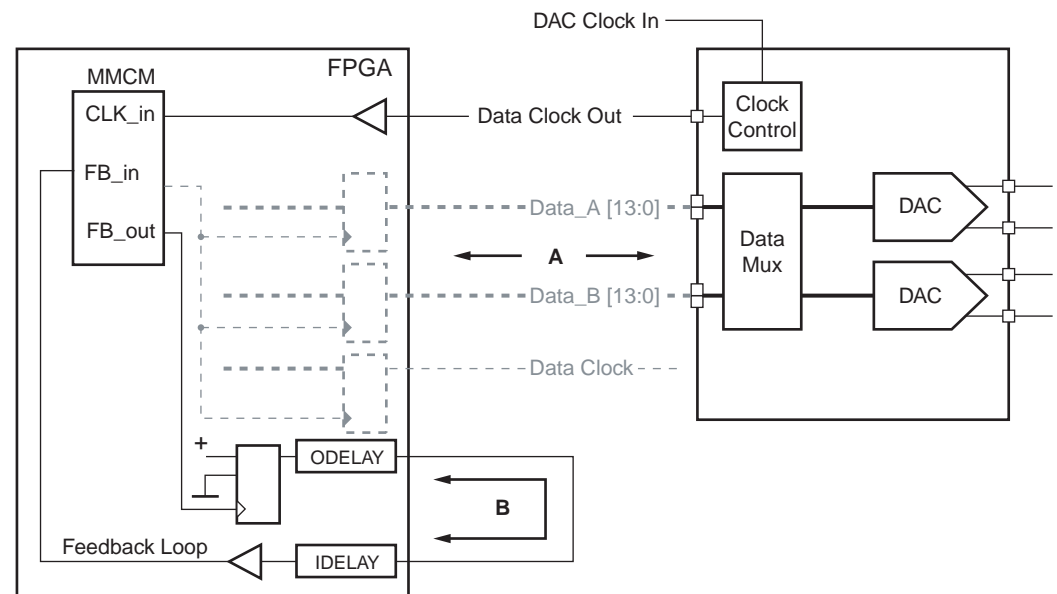 DAC Clock In
FPGA
MMCM
CLK_in
Data Clock Out
Clock
Control
FB_in
Data_A [13:0]
DAC
FB_out
A
Data
Mux
Data_B [13:0]
DAC
Data Clock
+
ODELAY
B
Feedback Loop
IDELAY